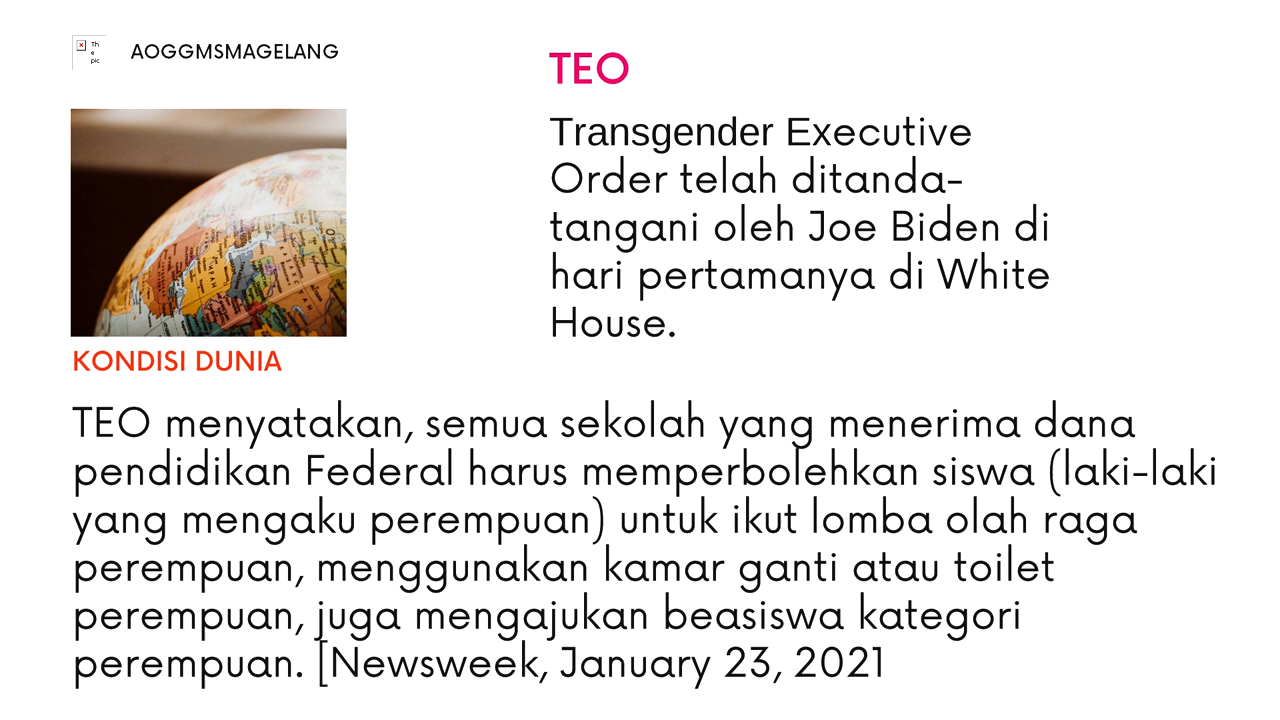 The
pic
AOGGMSMAGELANG
TEO
Transgender Executive
Order telah ditanda-
tangani oleh Joe Biden di
hari pertamanya di White
House.
KONDISI DUNIA
TEO menyatakan, semua sekolah yang menerima dana
pendidikan Federal harus memperbolehkan siswa (laki-laki
yang mengaku perempuan) untuk ikut lomba olah raga
perempuan, menggunakan kamar ganti atau toilet
perempuan, juga mengajukan beasiswa kategori
perempuan. [Newsweek, January 23, 2021